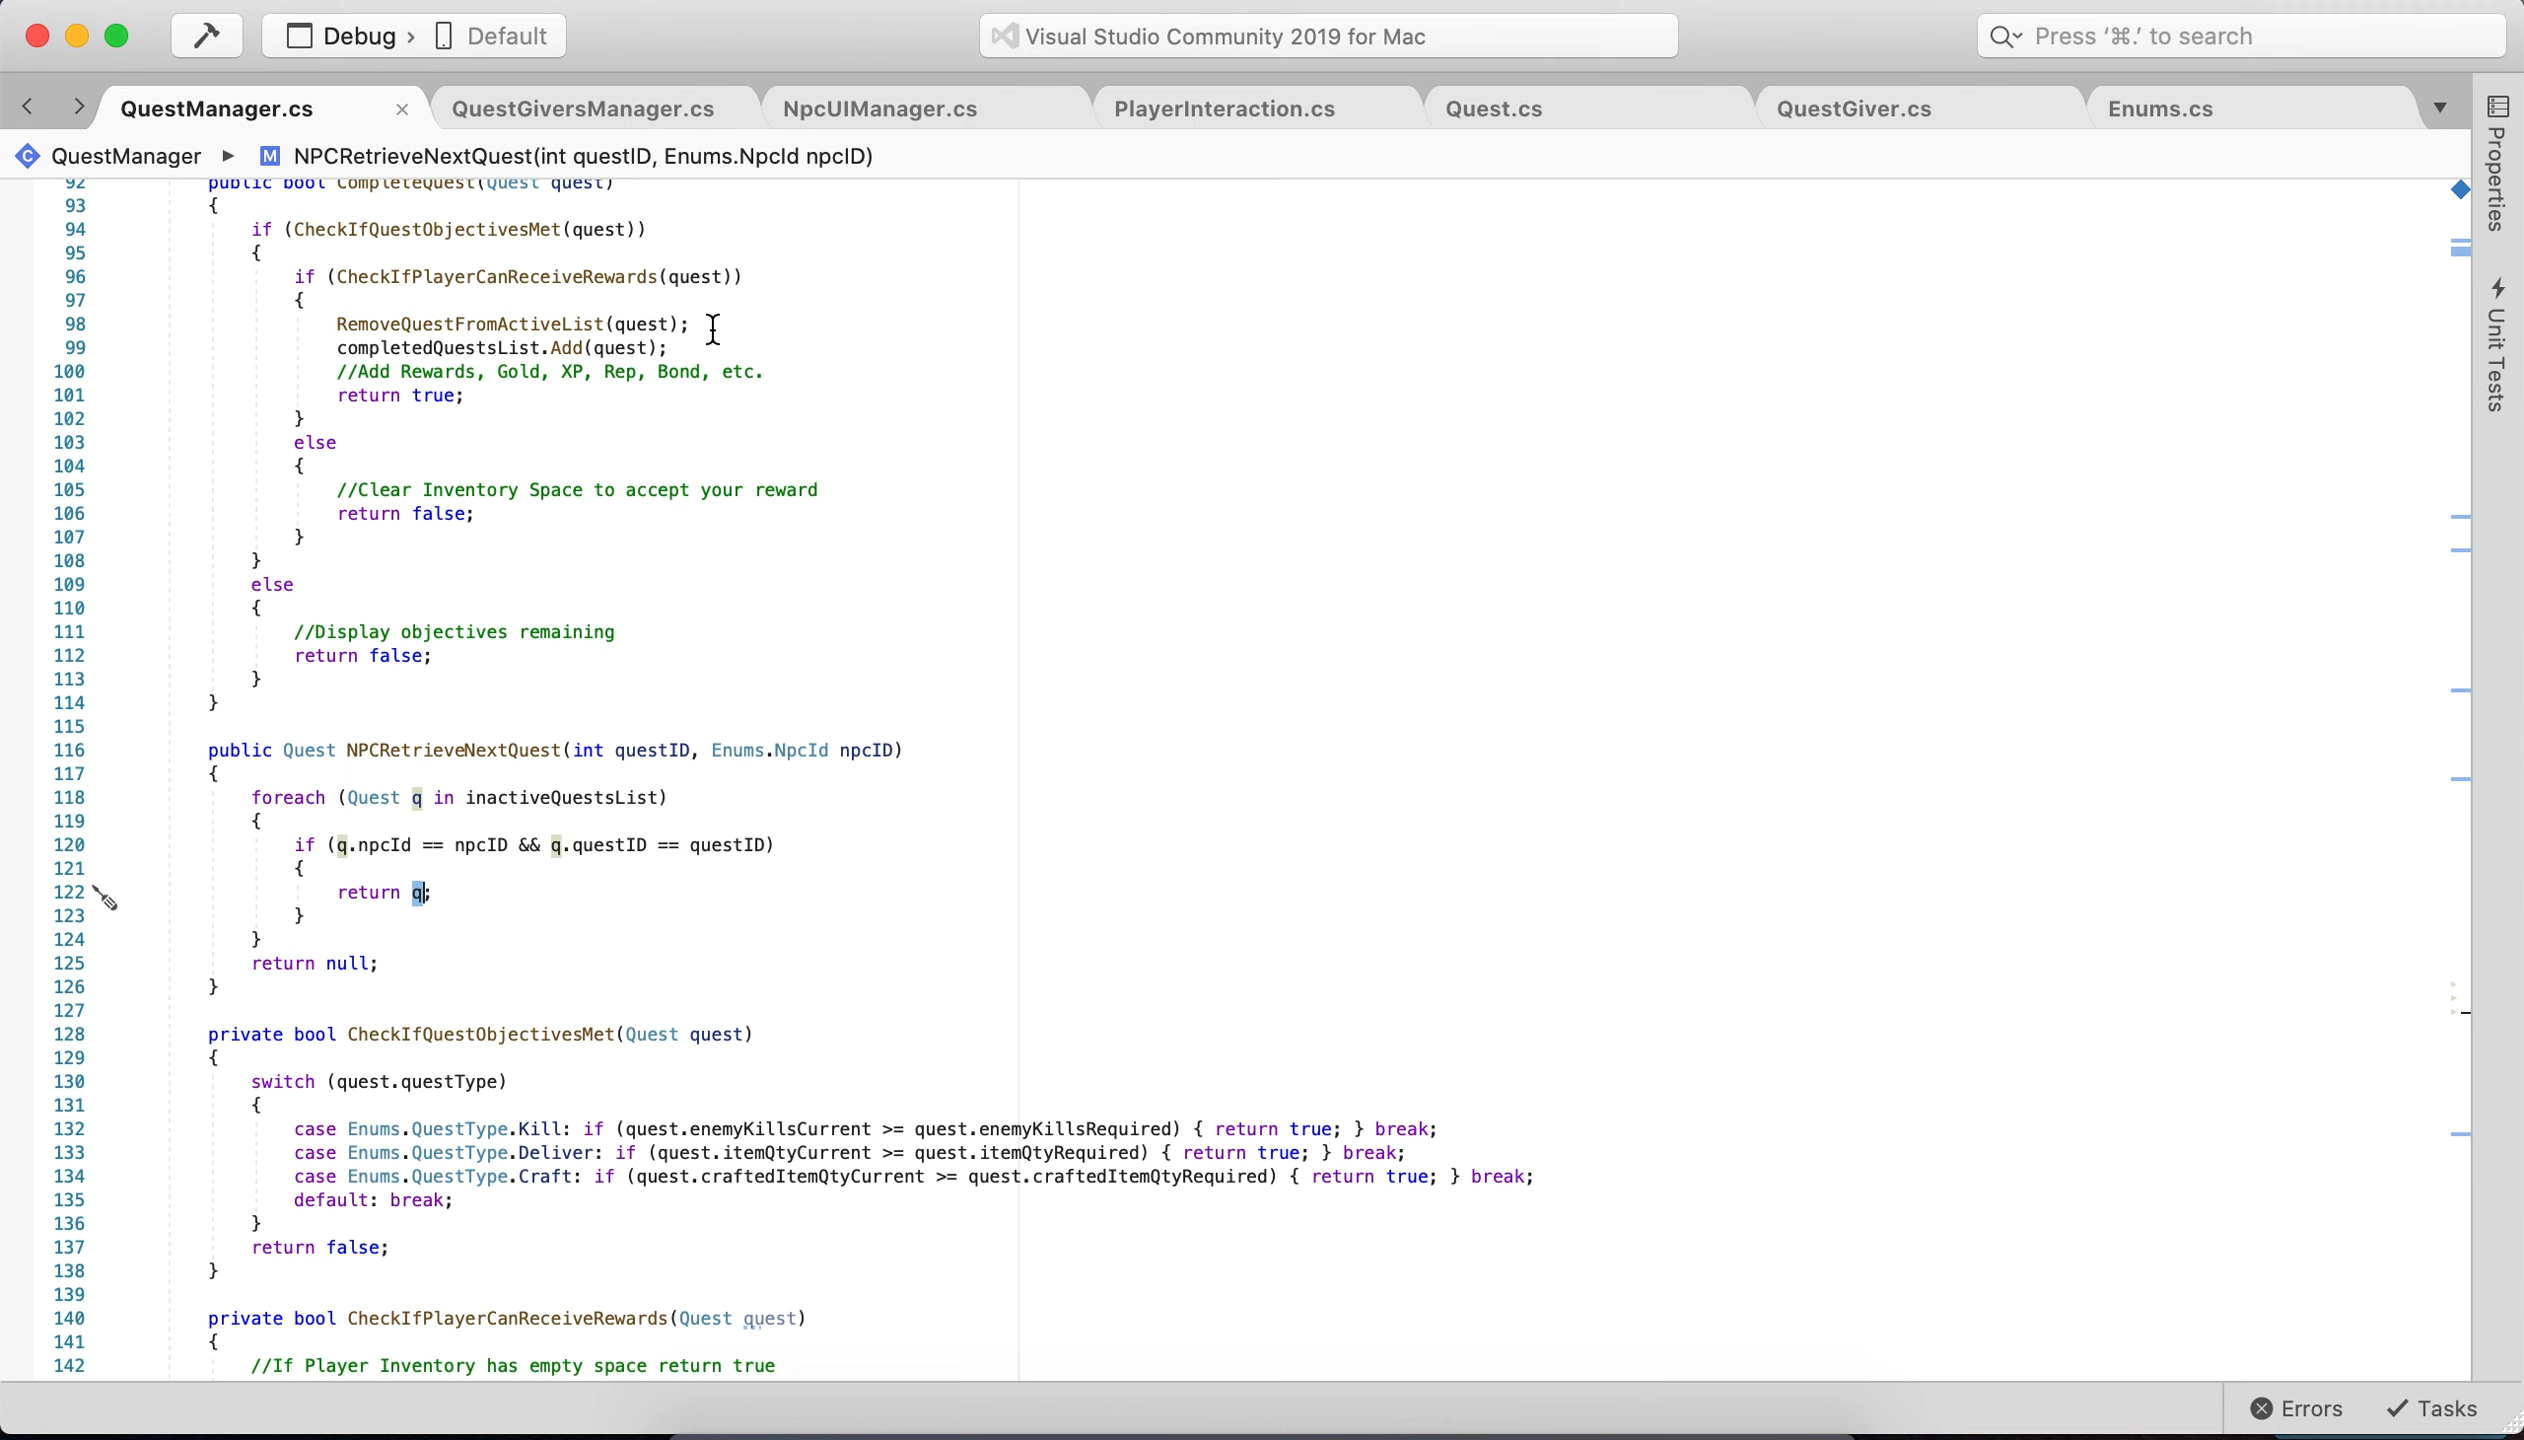 Debug › Default
Visual Studio Community 2019 for Mac
Press ‘⌘.’ to search
QuestManager.cs
QuestGiversManager.cs
NpcUIManager.cs
PlayerInteraction.cs
Quest.cs
QuestGiver.cs
Enums.cs
Properties
Unit Tests
QuestManager ▶ M NPCRetrieveNextQuest(int questID, Enums.NpcId npcID)
92 public bool CompleteQuest(Quest quest)
93 {
94 if (CheckIfQuestObjectivesMet(quest))
95 {
96 if (CheckIfPlayerCanReceiveRewards(quest))
97 {
98 RemoveQuestFromActiveList(quest);
99 completedQuestsList.Add(quest);
100 //Add Rewards, Gold, XP, Rep, Bond, etc.
101 return true;
102 }
103 else
104 {
105 //Clear Inventory Space to accept your reward
106 return false;
107 }
108 }
109 else
110 {
111 //Display objectives remaining
112 return false;
113 }
114 }
115
116 public Quest NPCRetrieveNextQuest(int questID, Enums.NpcId npcID)
117 {
118 foreach (Quest q in inactiveQuestsList)
119 {
120 if (q.npcId == npcID && q.questID == questID)
121 {
122 return q;
123 }
124 }
125 return null;
126 }
127
128 private bool CheckIfQuestObjectivesMet(Quest quest)
129 {
130 switch (quest.questType)
131 {
132 case Enums.QuestType.Kill: if (quest.enemyKillsCurrent >= quest.enemyKillsRequired) { return true; } break;
133 case Enums.QuestType.Deliver: if (quest.itemQtyCurrent >= quest.itemQtyRequired) { return true; } break;
134 case Enums.QuestType.Craft: if (quest.craftedItemQtyCurrent >= quest.craftedItemQtyRequired) { return true; } break;
135 default: break;
136 }
137 return false;
138 }
139
140 private bool CheckIfPlayerCanReceiveRewards(Quest quest)
141 {
142 //If Player Inventory has empty space return true
Errors
Tasks